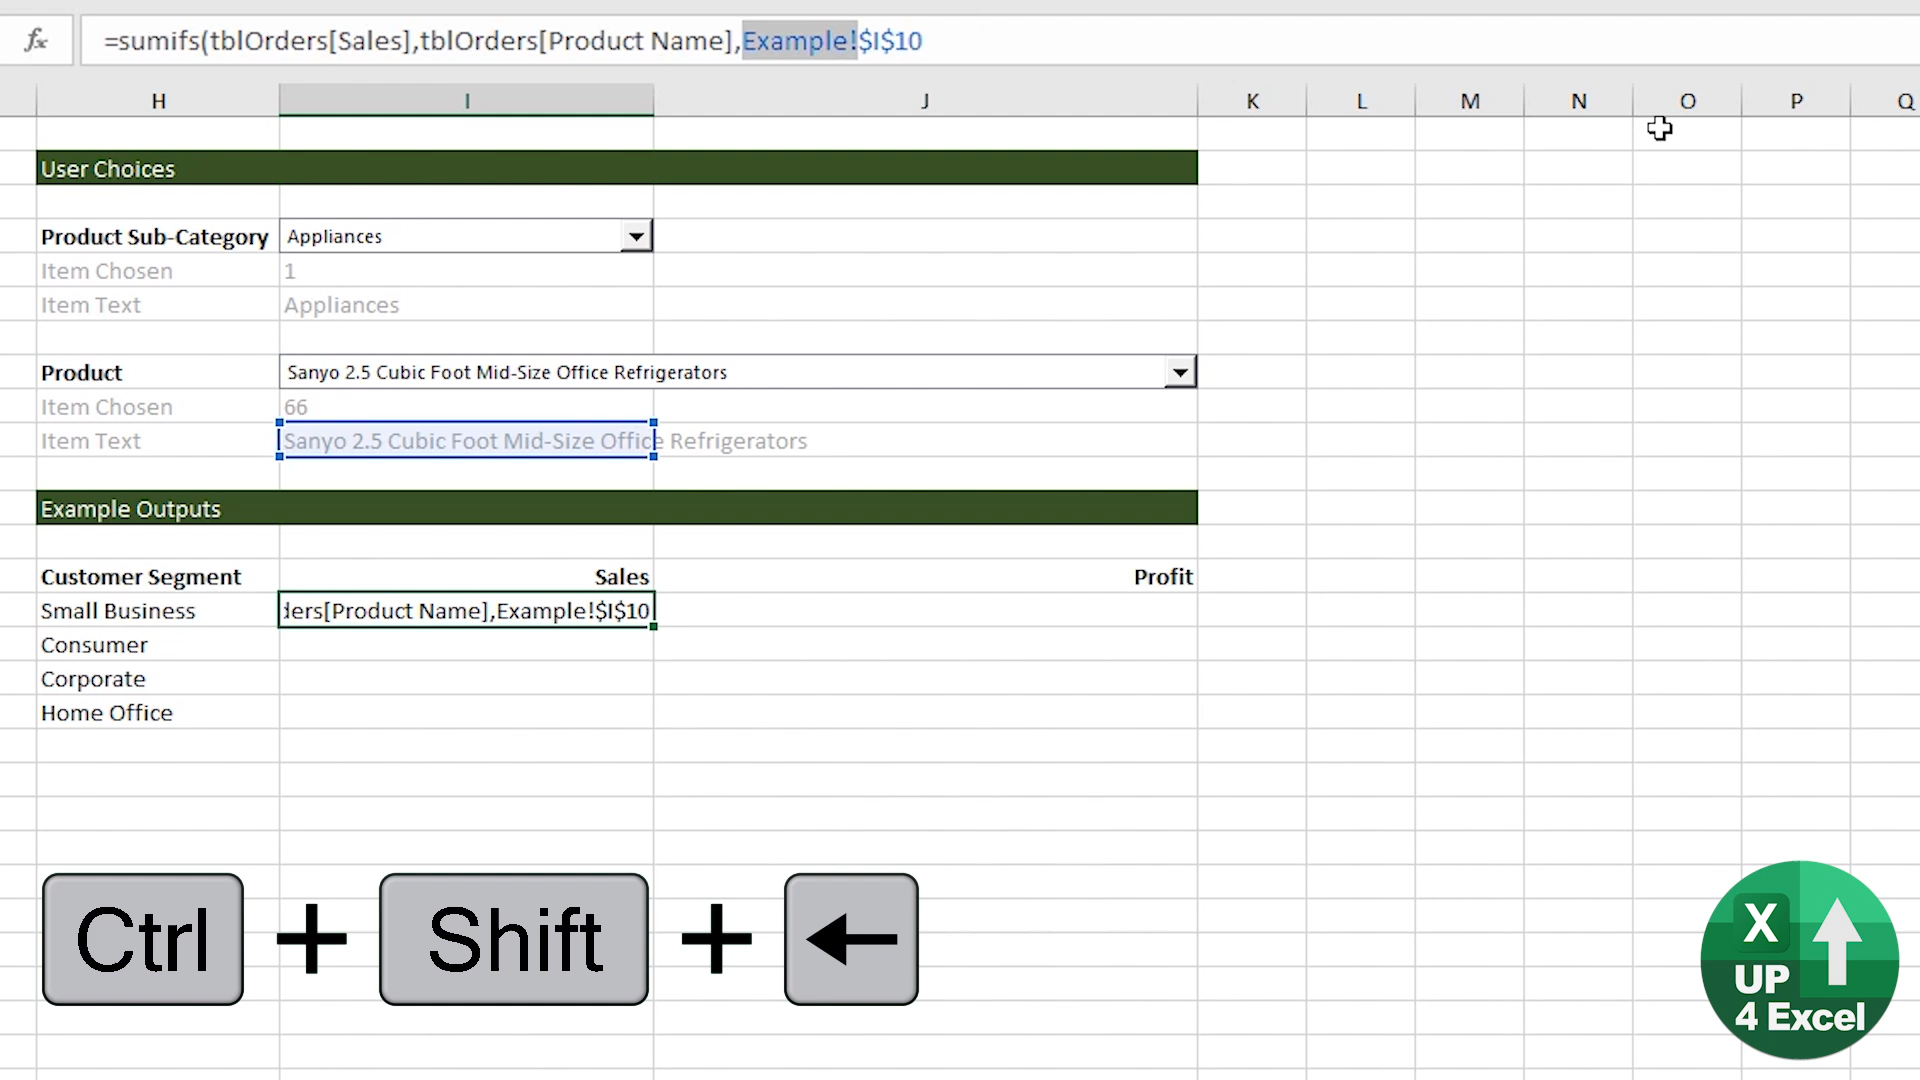 fx =sumifs(tblOrders[Sales],tblOrders[Product Name],Example!$I$10
H I J K L M N O P Q
User Choices
Product Sub-Category Appliances
Item Chosen 1
Item Text Appliances
Product Sanyo 2.5 Cubic Foot Mid-Size Office Refrigerators
Item Chosen 66
Item Text Sanyo 2.5 Cubic Foot Mid-Size Office Refrigerators
Example Outputs
Customer Segment Sales Profit
Small Business ders[Product Name],Example!$I$10
Consumer
Corporate
Home Office
Ctrl + Shift + ←
X
UP
4 Excel